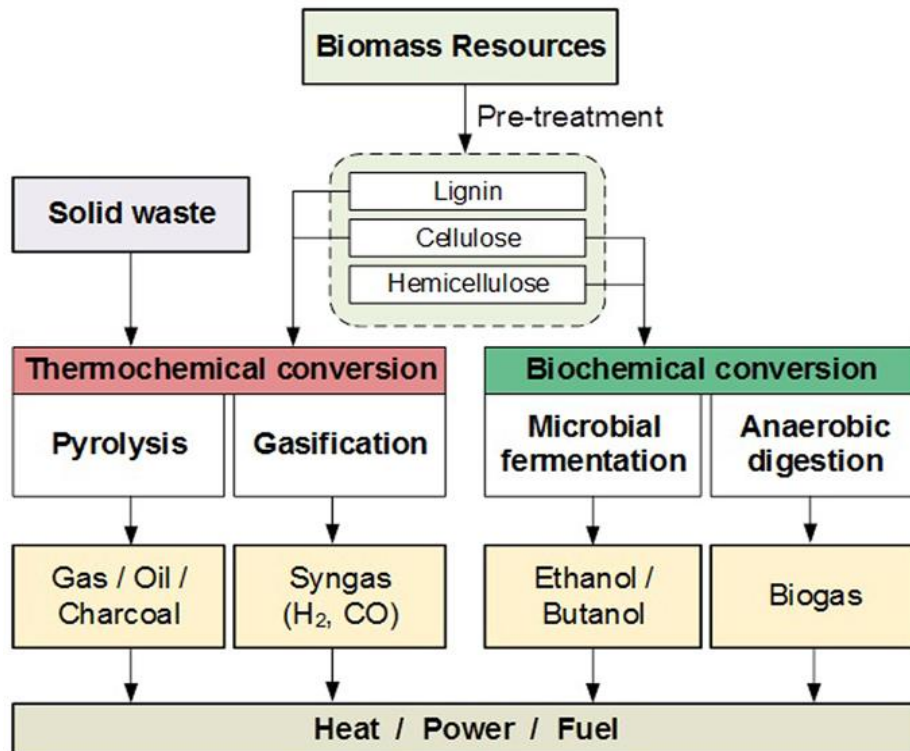 Biomass Resources
Pre-treatment
Lignin
Solid waste
Cellulose
Hemicellulose
Thermochemical conversion
Biochemical conversion
Pyrolysis
Gasification
Microbial
fermentation
Anaerobic
digestion
Gas / Oil /
Charcoal
Syngas
(H₂, CO)
Ethanol /
Butanol
Biogas
Heat / Power / Fuel